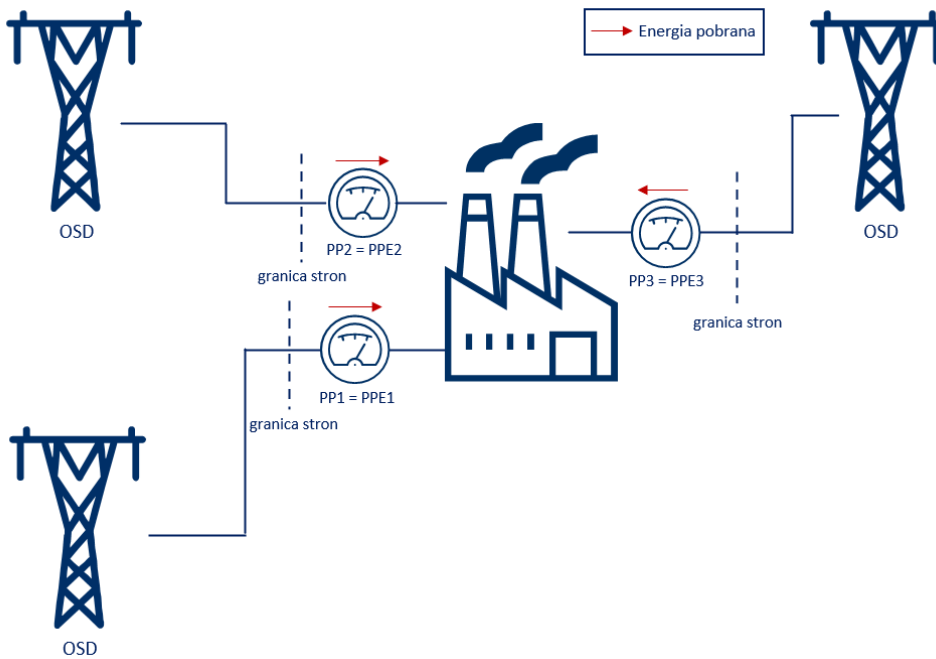 Energia pobrana
OSD
OSD
PP2 = PPE2
granica stron
PP3 = PPE3
granica stron
PP1 = PPE1
granica stron
OSD